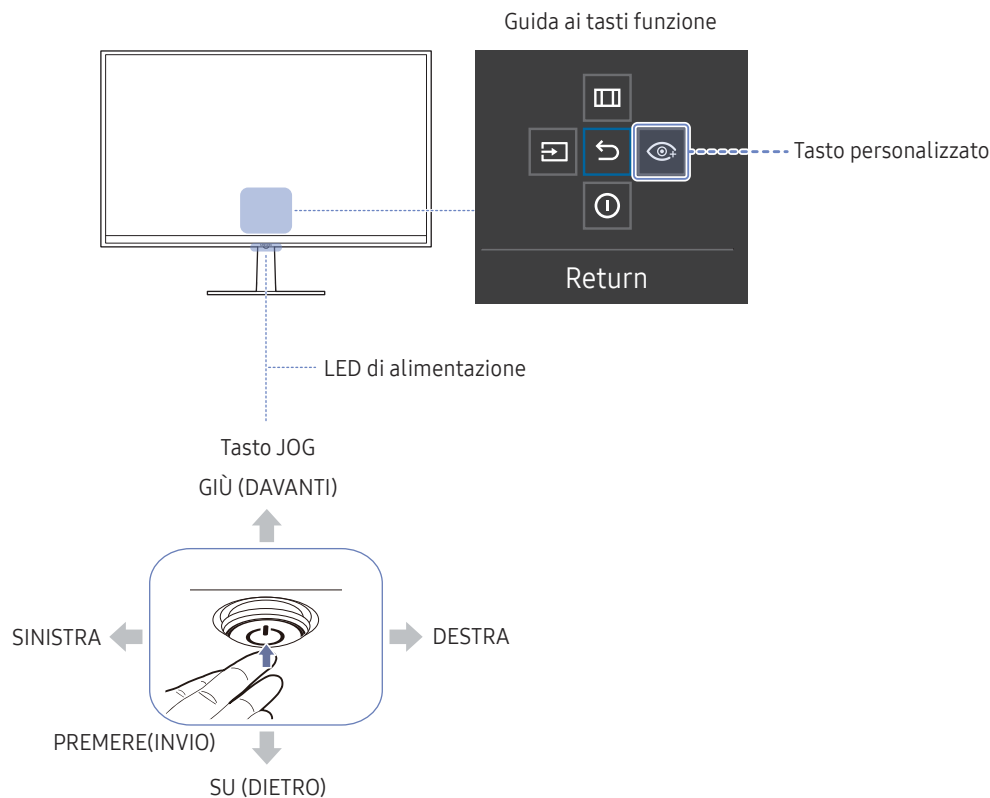 Guida ai tasti funzione
Tasto personalizzato
Return
LED di alimentazione
Tasto JOG
GIÙ (DAVANTI)
SINISTRA
DESTRA
PREMERE(INVIO)
SU (DIETRO)